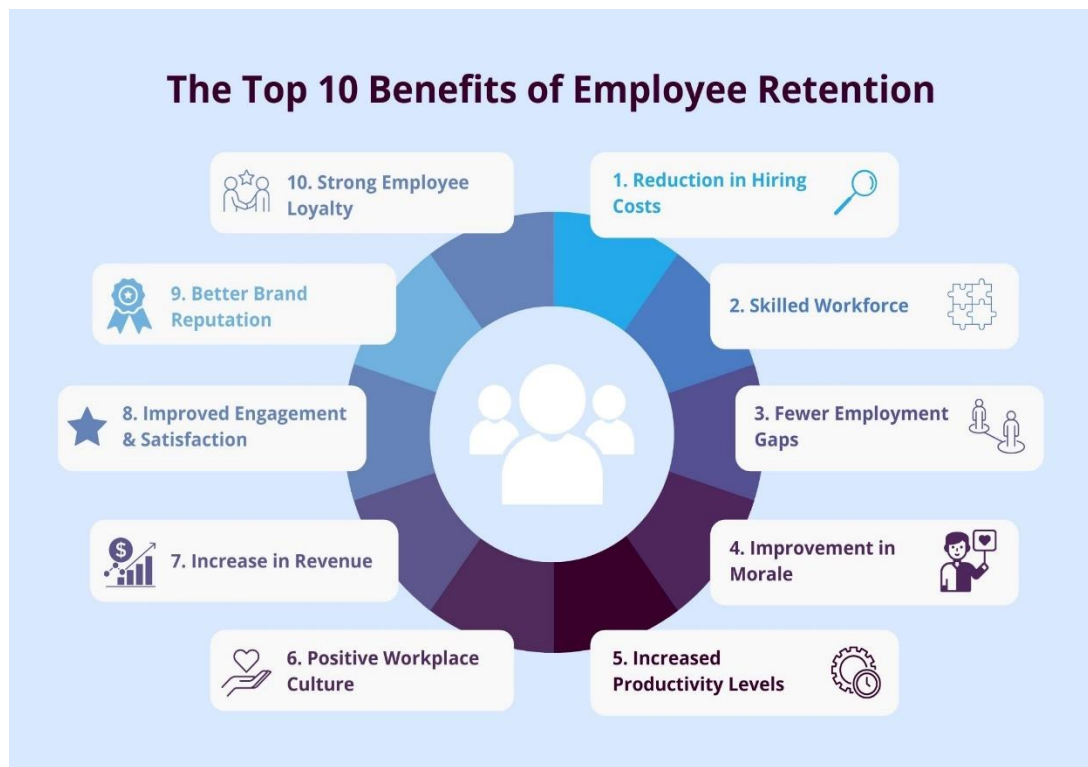 The Top 10 Benefits of Employee Retention
1. Reduction in Hiring
Costs
2. Skilled Workforce
3. Fewer Employment
Gaps
4. Improvement in
Morale
5. Increased
Productivity Levels
6. Positive Workplace
Culture
$
7. Increase in Revenue
8. Improved Engagement
& Satisfaction
9. Better Brand
Reputation
10. Strong Employee
Loyalty